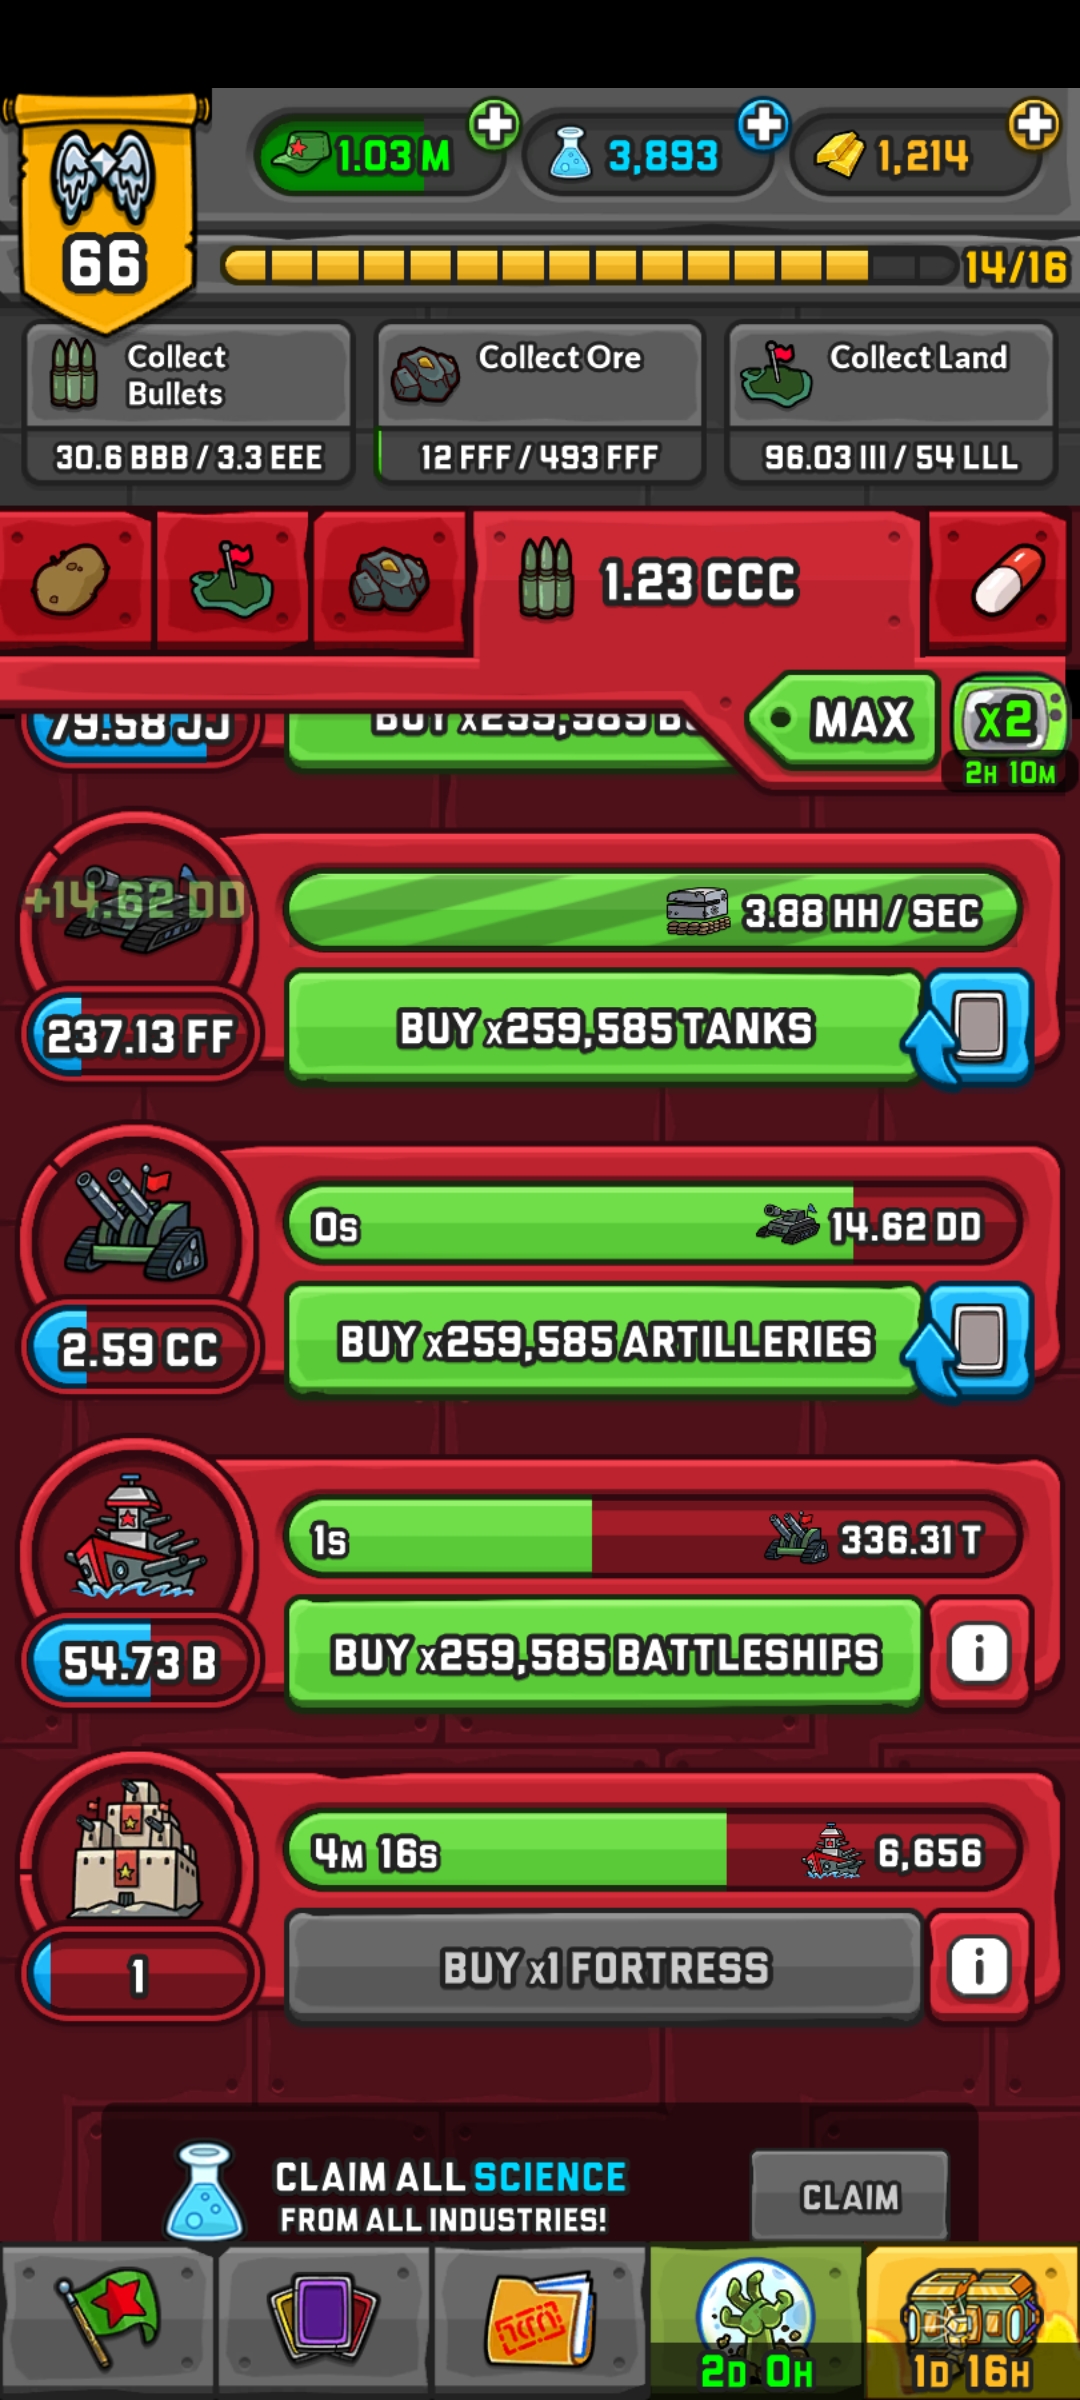 1.03 M
3,893
1,214
66
14/16
Collect
Bullets
Collect Ore
Collect Land
30.6 BBB / 3.3 EEE
12 FFF / 493 FFF
96.03 III / 54 LLL
1.23 CCC
MAX
x2
2H 10M
79.58 JJ
BUY x259,585
+14.62 DD
3.88 HH / SEC
237.13 FF
BUY x259,585 TANKS
0s
14.62 DD
2.59 CC
BUY x259,585 ARTILLERIES
1s
336.31 T
54.73 B
BUY x259,585 BATTLESHIPS
i
4M 16s
6,656
1
BUY x1 FORTRESS
i
CLAIM ALL SCIENCE
FROM ALL INDUSTRIES!
CLAIM
2D 0H
1D 16H